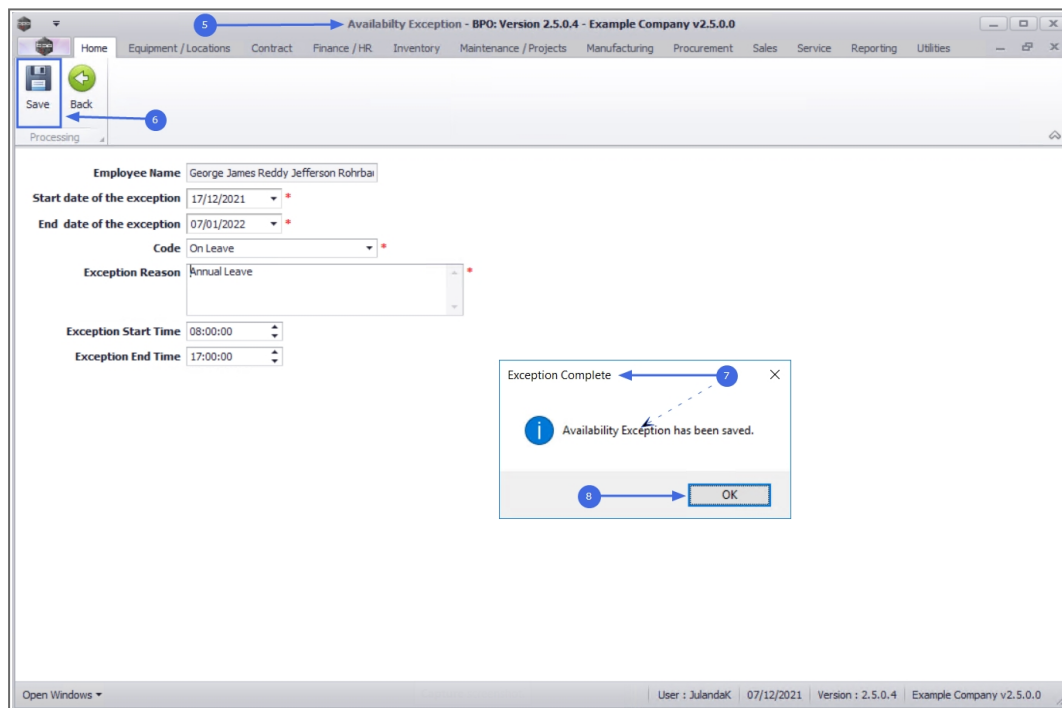 5
Availabilty Exception - BPO: Version 2.5.0.4 - Example Company v2.5.0.0
Home Equipment / Locations Contract Finance / HR Inventory Maintenance / Projects Manufacturing Procurement Sales Service Reporting Utilities
Save Back
6
Processing
Employee Name George James Reddy Jefferson
Start date of the exception 17/12/2021 *
End date of the exception 07/01/2022 *
Code On Leave *
Exception Reason Annual Leave *
Exception Start Time 08:00:00
Exception End Time 17:00:00
Exception Complete 7
i Availability Exception has been saved.
8 OK
Open Windows User : JulandaK 07/12/2021 Version : 2.5.0.4 Example Company v2.5.0.0